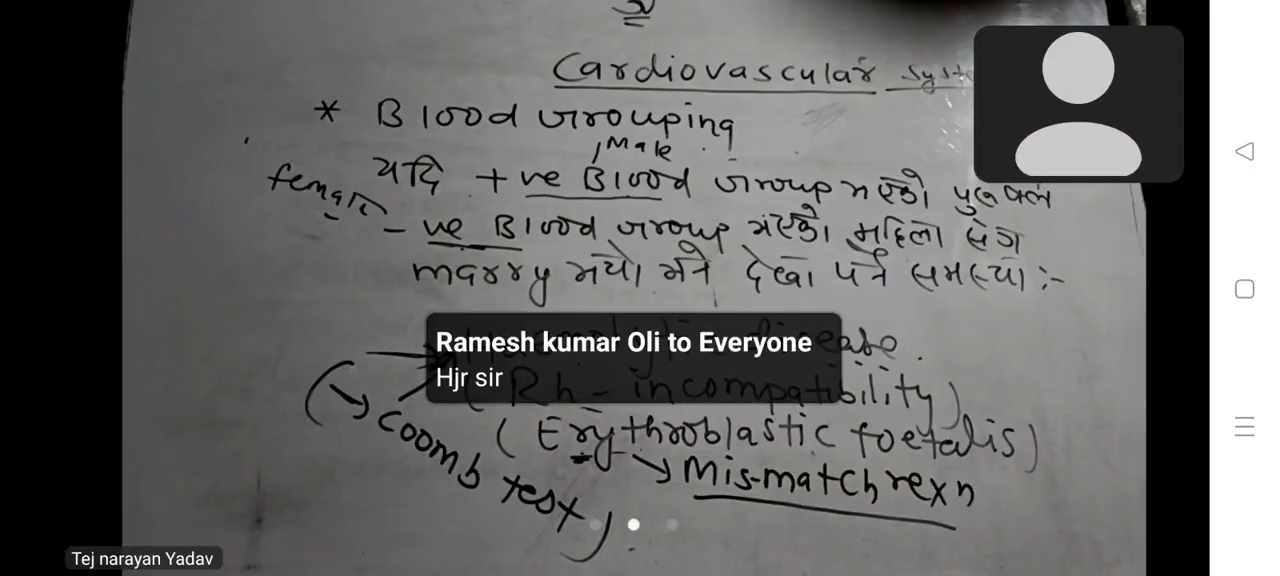 Cardiovascular
* Blood Grouping
Male
यदि +ve Blood Group भएको पुरुषले
female
-ve Blood Group भएको महिला संग
marry गर्यो भने देखा पर्ने समस्या :-
Ramesh kumar Oli to Everyone
Hjr sir
(Rh-incompatibility)
(Erythroblastic foetalis)
Mis-match rexn
(Coomb test)
Tej narayan Yadav